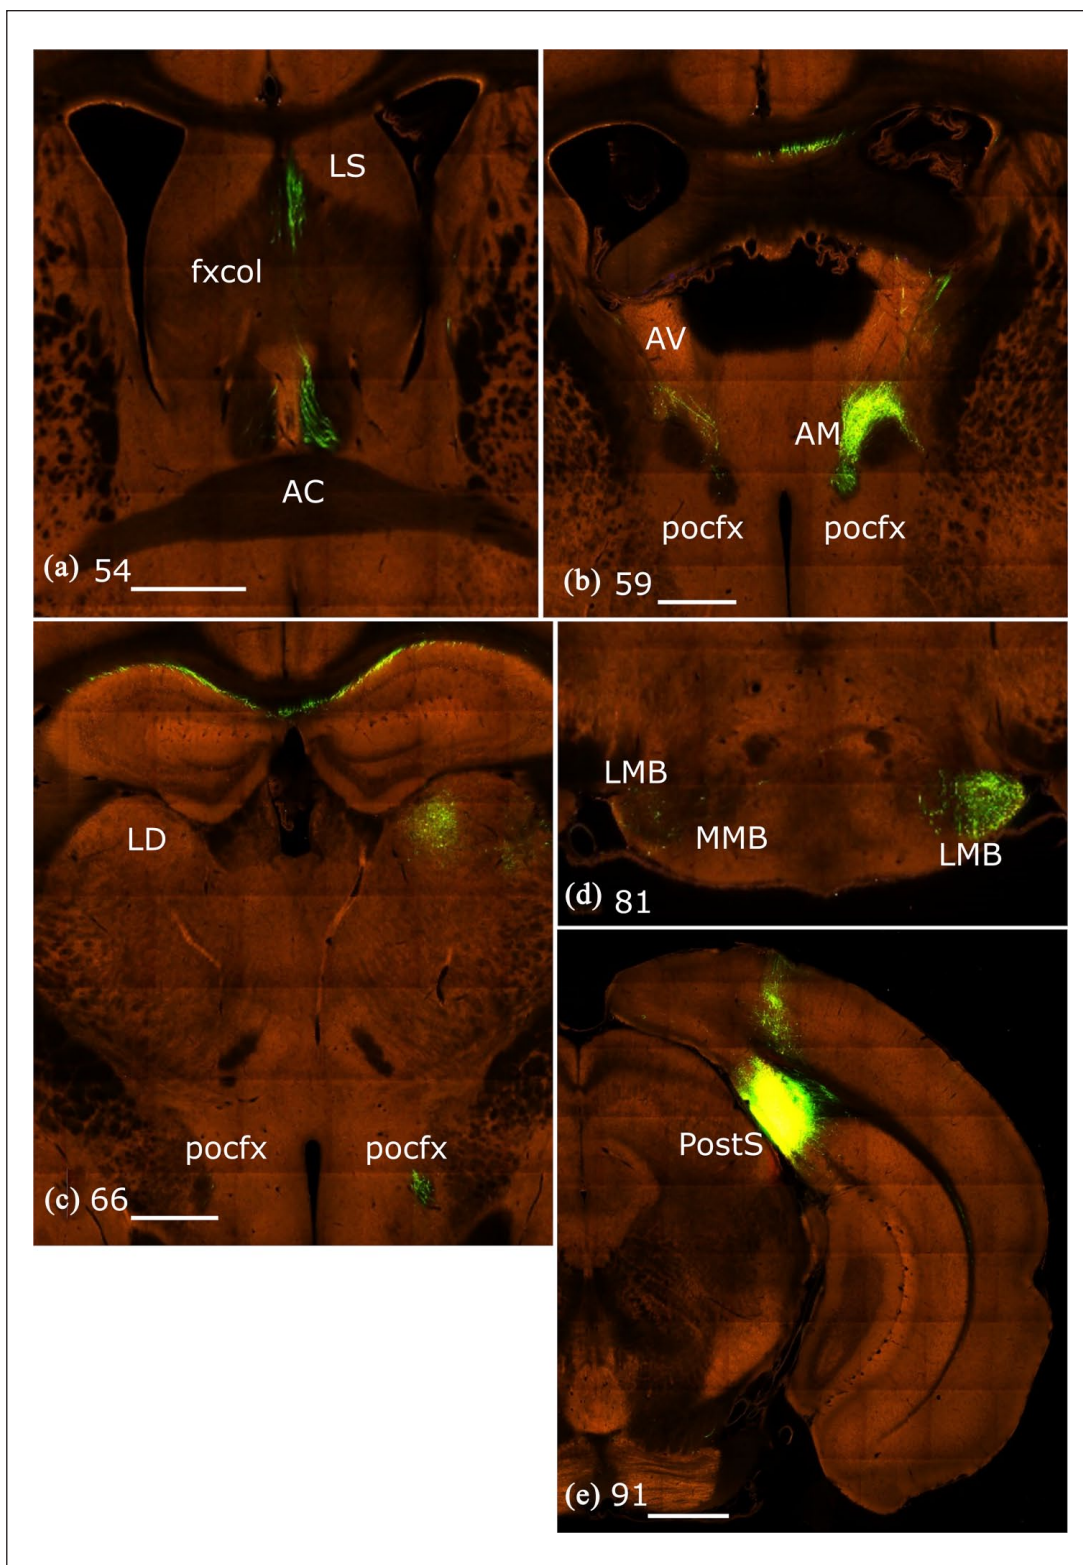 LS
fxcol
AC
(a) 54
AV
AM
pocfx pocfx
(b) 59
LD
pocfx pocfx
(c) 66
LMB
MMB
LMB
(d) 81
PostS
(e) 91